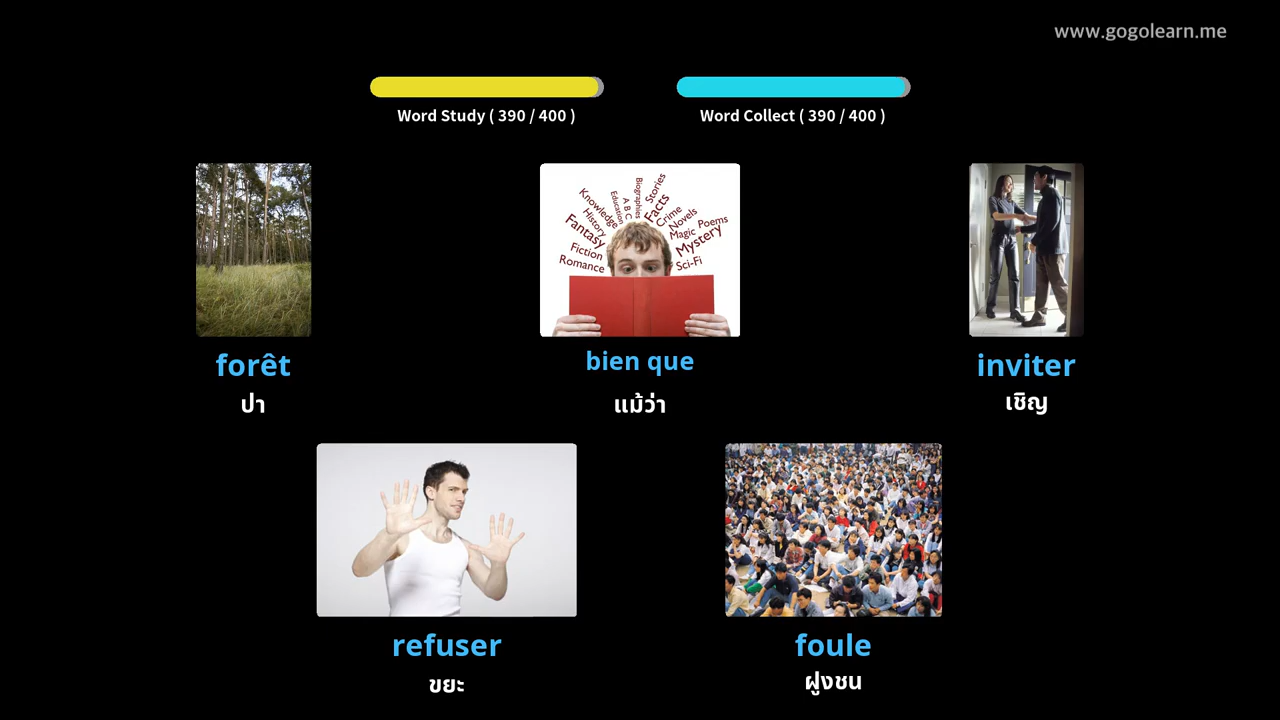 www.gogolearn.me
Word Study ( 390 / 400 )
Word Collect ( 390 / 400 )
Knowledge
Education
A B C
Biographies
Stories
Facts
History
Crime
Novels
Fantasy
Magic
Poems
Fiction
Mystery
Romance
Sci-Fi
forêt
bien que
inviter
ป่า
แม้ว่า
เชิญ
refuser
foule
ขยะ
ฝูงชน